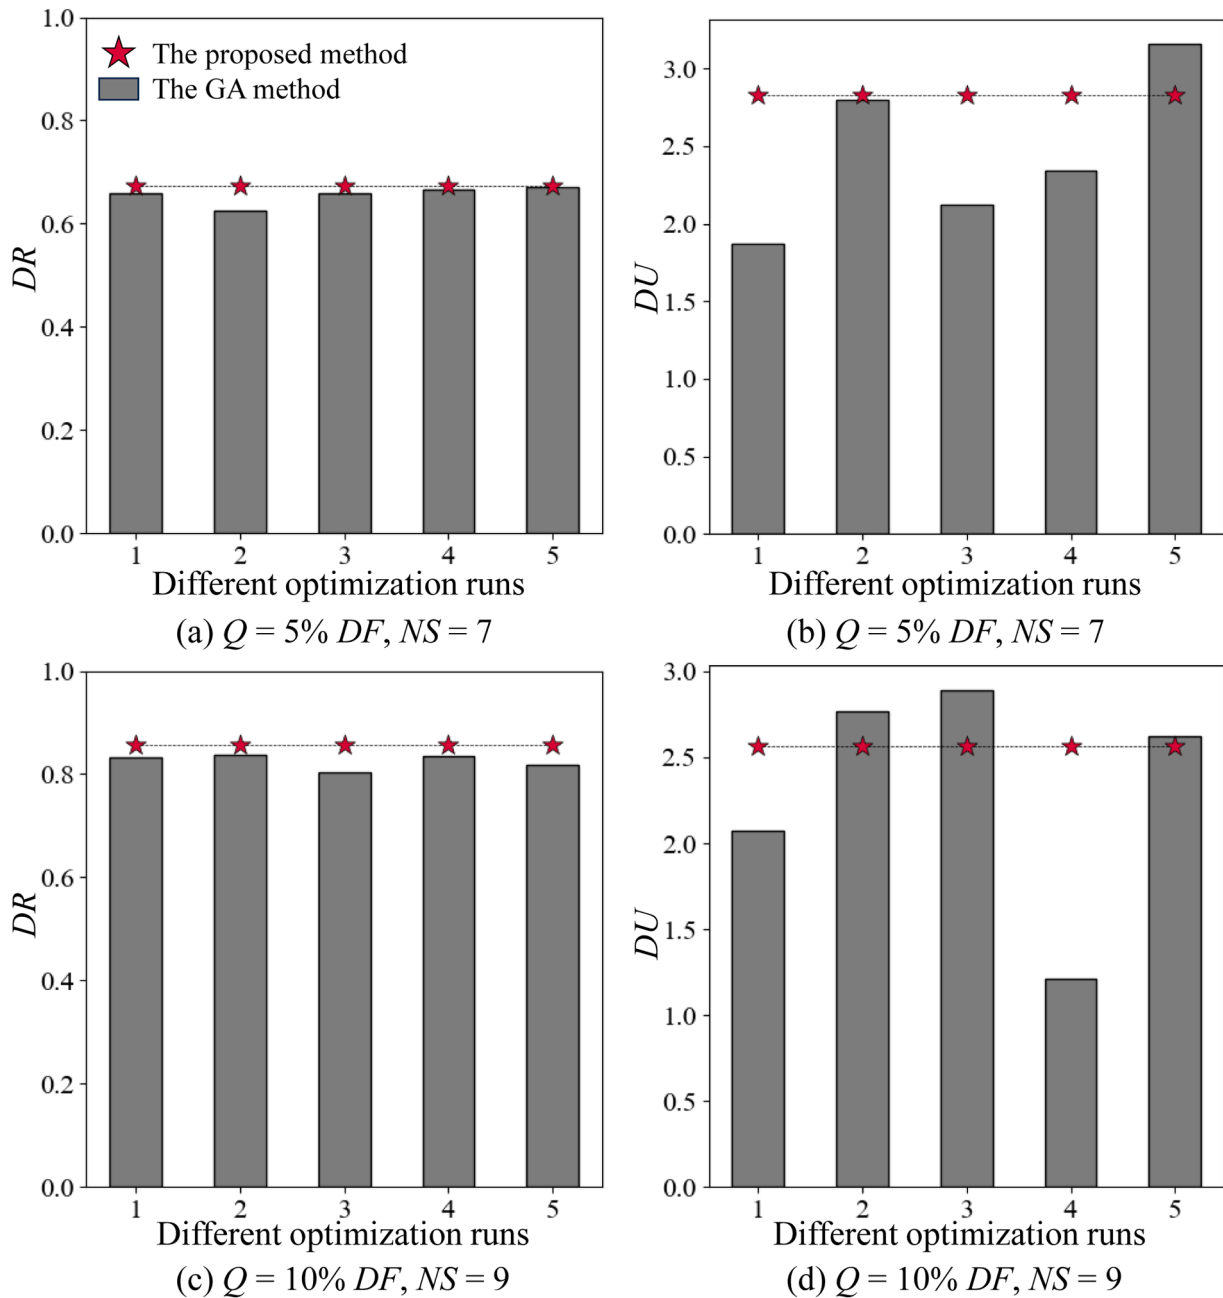 1.0
The proposed method
The GA method
0.8
0.6
DR
0.4
0.2
0.0
1 2 3 4 5
Different optimization runs
(a) Q = 5% DF, NS = 7
3.0
2.5
2.0
DU
1.5
1.0
0.5
0.0
1 2 3 4 5
Different optimization runs
(b) Q = 5% DF, NS = 7
1.0
0.8
0.6
DR
0.4
0.2
0.0
1 2 3 4 5
Different optimization runs
(c) Q = 10% DF, NS = 9
3.0
2.5
2.0
DU
1.5
1.0
0.5
0.0
1 2 3 4 5
Different optimization runs
(d) Q = 10% DF, NS = 9